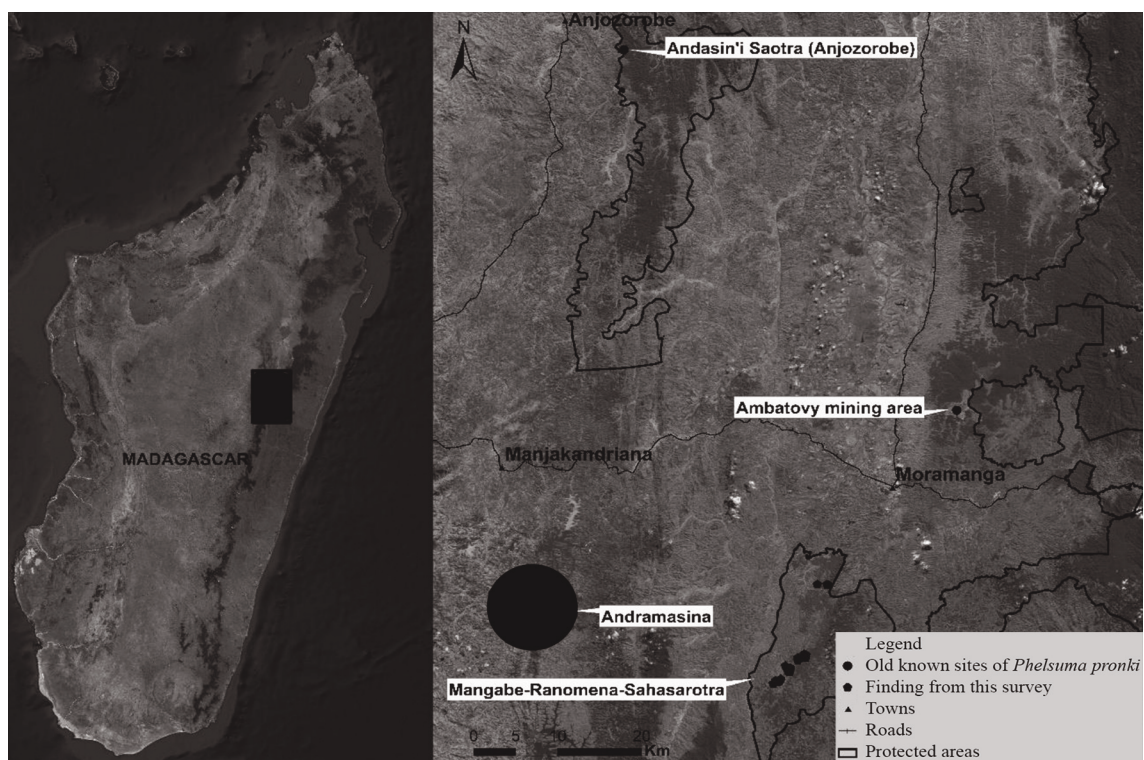 MADAGASCAR
N
Anjozorobe
Andasin'i Saotra (Anjozorobe)
Ambatovy mining area
Manjakandriana
Moramanga
Andramasina
Mangabe-Ranomena-Sahasarotra
0 5 10 20
Km
Legend
Old known sites of Phelsuma pronki
Finding from this survey
Towns
Roads
Protected areas